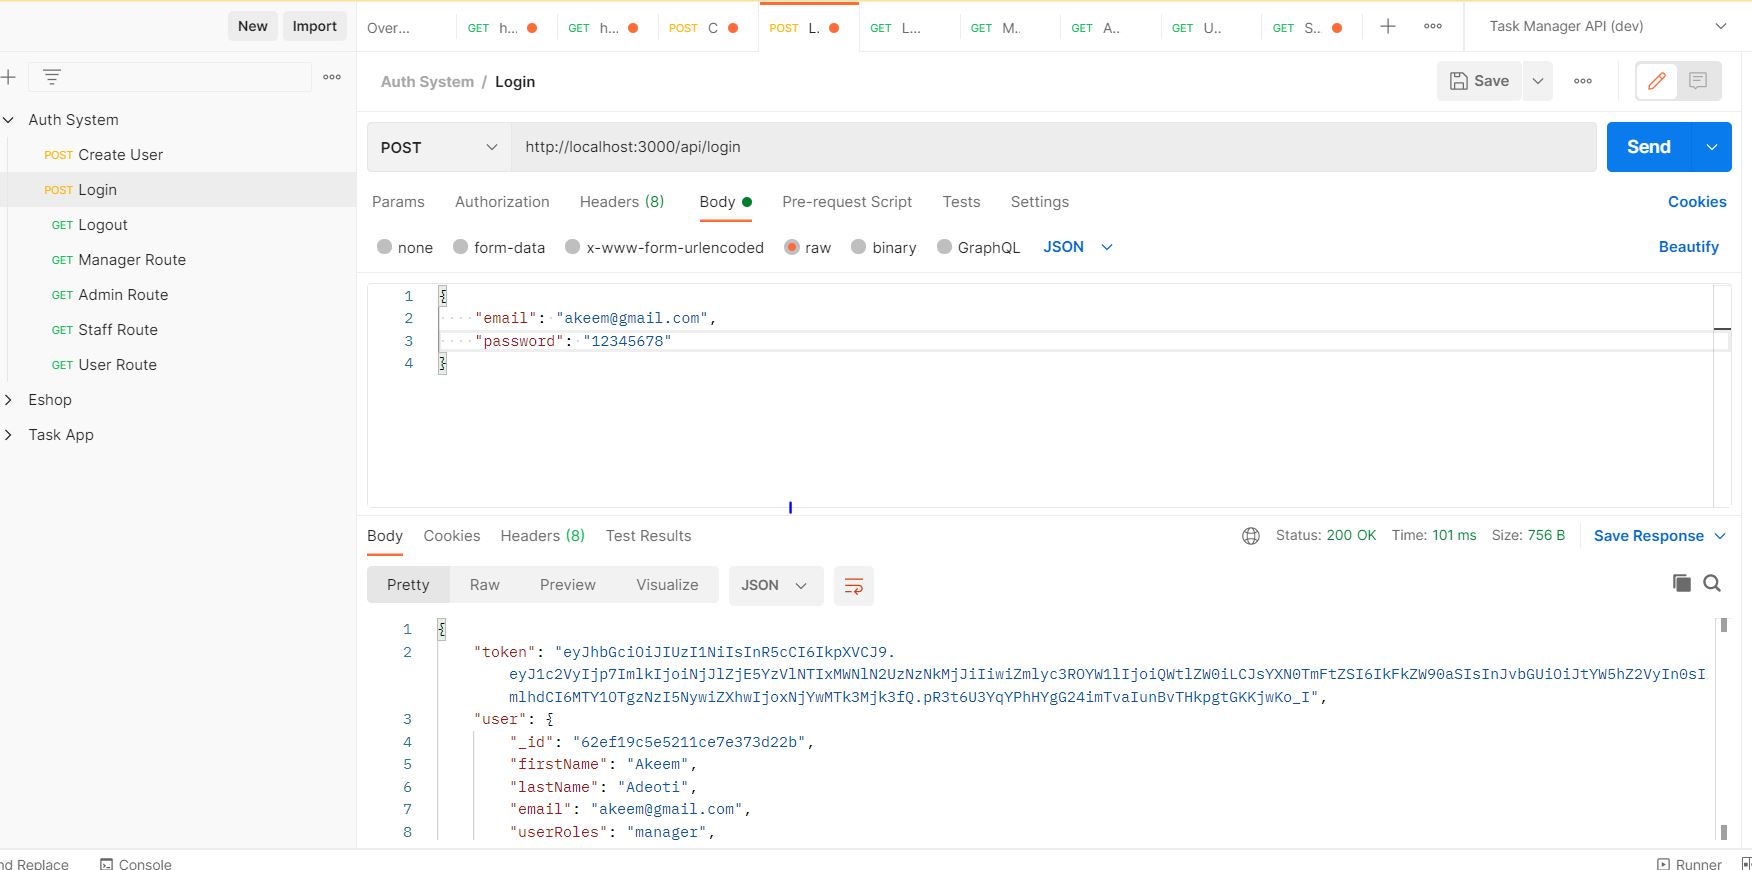 New Import Over... GET h... GET h... POST C POST L. GET L... GET M.. GET A.. GET U.. GET S.. Task Manager API (dev)
Auth System / Login Save
Auth System
POST Create User
POST Login
GET Logout
GET Manager Route
GET Admin Route
GET Staff Route
GET User Route
Eshop
Task App
POST http://localhost:3000/api/login Send
Params Authorization Headers (8) Body Pre-request Script Tests Settings Cookies
none form-data x-www-form-urlencoded raw binary GraphQL JSON Beautify
1 {
2 "email": "akeem@gmail.com",
3 "password": "12345678"
4 }
Body Cookies Headers (8) Test Results Status: 200 OK Time: 101 ms Size: 756 B Save Response
Pretty Raw Preview Visualize JSON
1 {
2 "token": "eyJhbGciOiJIUzI1NiIsInR5cCI6IkpXVCJ9.
eyJ1c2VyIjp7ImlkIjoiNjJlZjE5YzVlNTIxMWNlN2UzNzNkMjJiIiwiZmlyc3ROYW1lIjoiQWtlZW0iLCJsYXN0TmFtZSI6IkFkZW90aSIsInJvbGUiOiJtYW5hZ2VyIn0sI
mlhdCI6MTY1OTgzNzI5NywiZXhwIjoxNjYwMTk3Mjk3fQ.pR3t6U3YqYPhHYgG24imTvaIunBvTHkpgtGKKjwKo_I",
3 "user": {
4 "_id": "62ef19c5e5211ce7e373d22b",
5 "firstName": "Akeem",
6 "lastName": "Adeoti",
7 "email": "akeem@gmail.com",
8 "userRoles": "manager",
nd Replace Console Runner